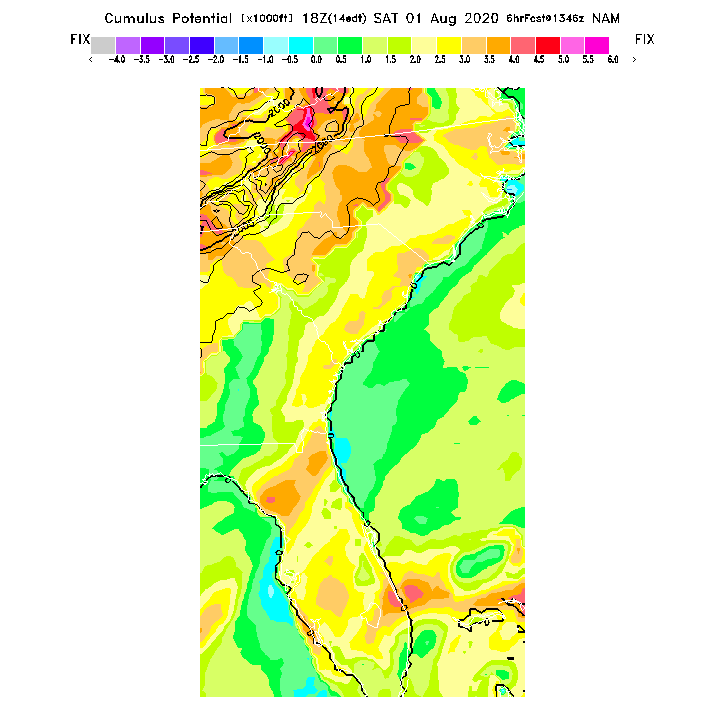 Cumulus Potential [x1000ft] 18Z(14edt) SAT 01 Aug 2020 6hrFcst@1346z NAM
FIX FIX
< -4.0 -3.5 -3.0 -2.5 -2.0 -1.5 -1.0 -0.5 0.0 0.5 1.0 1.5 2.0 2.5 3.0 3.5 4.0 4.5 5.0 5.5 6.0 >
2000
2000